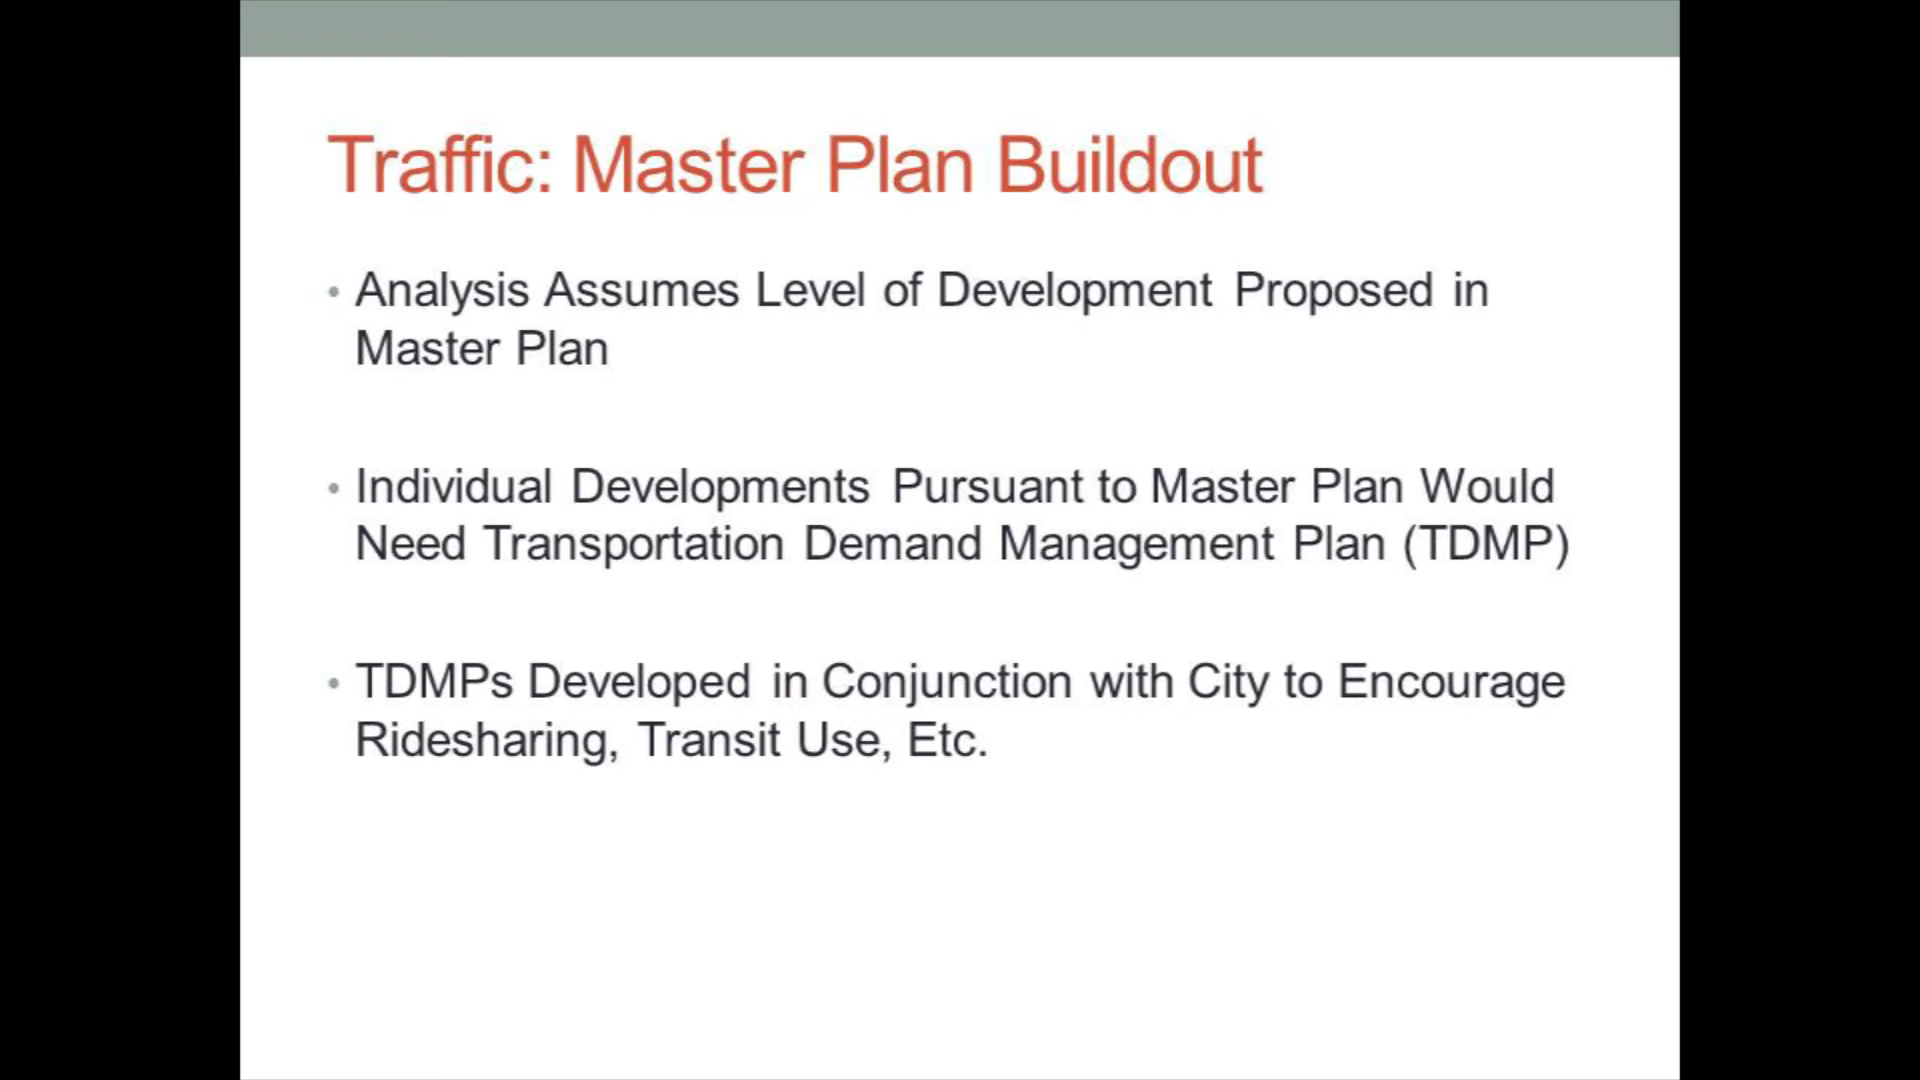 Traffic: Master Plan Buildout
• Analysis Assumes Level of Development Proposed in
Master Plan
• Individual Developments Pursuant to Master Plan Would
Need Transportation Demand Management Plan (TDMP)
• TDMPs Developed in Conjunction with City to Encourage
Ridesharing, Transit Use, Etc.